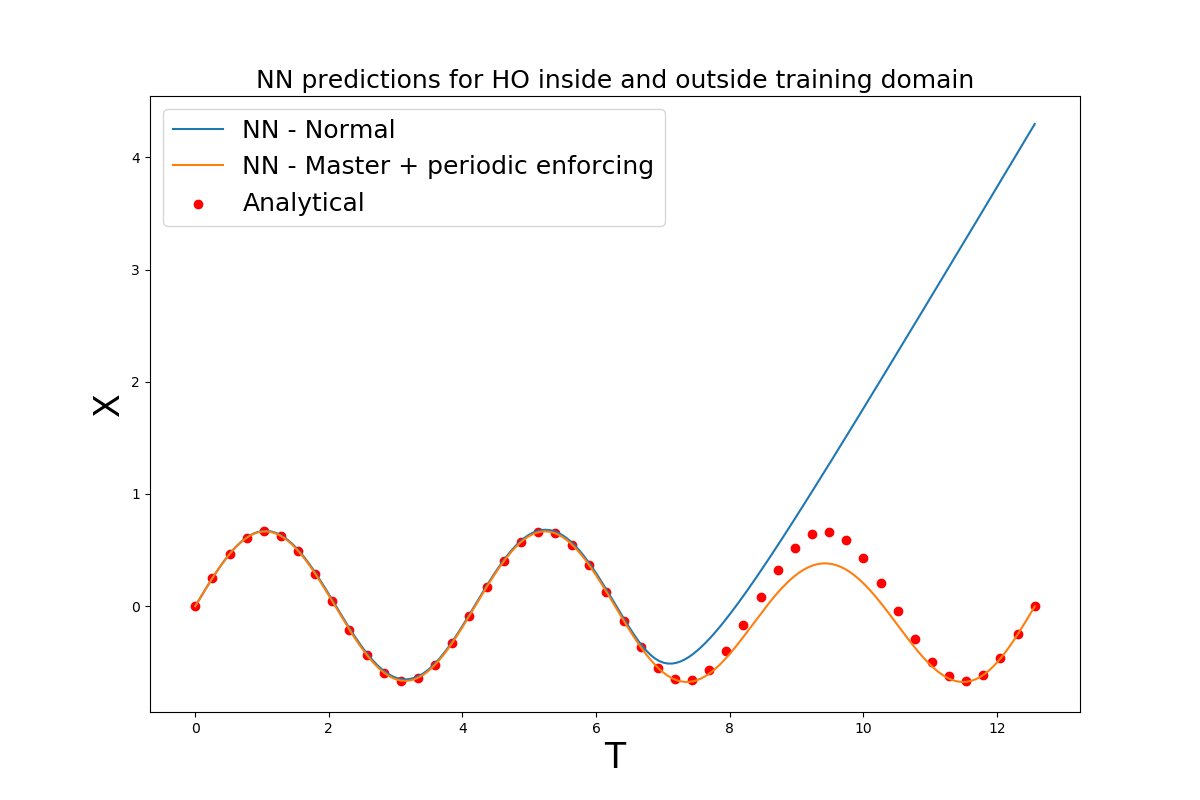 NN predictions for HO inside and outside training domain
NN - Normal
NN - Master + periodic enforcing
Analytical
4
3
2
1
0
X
0 2 4 6 8 10 12
T